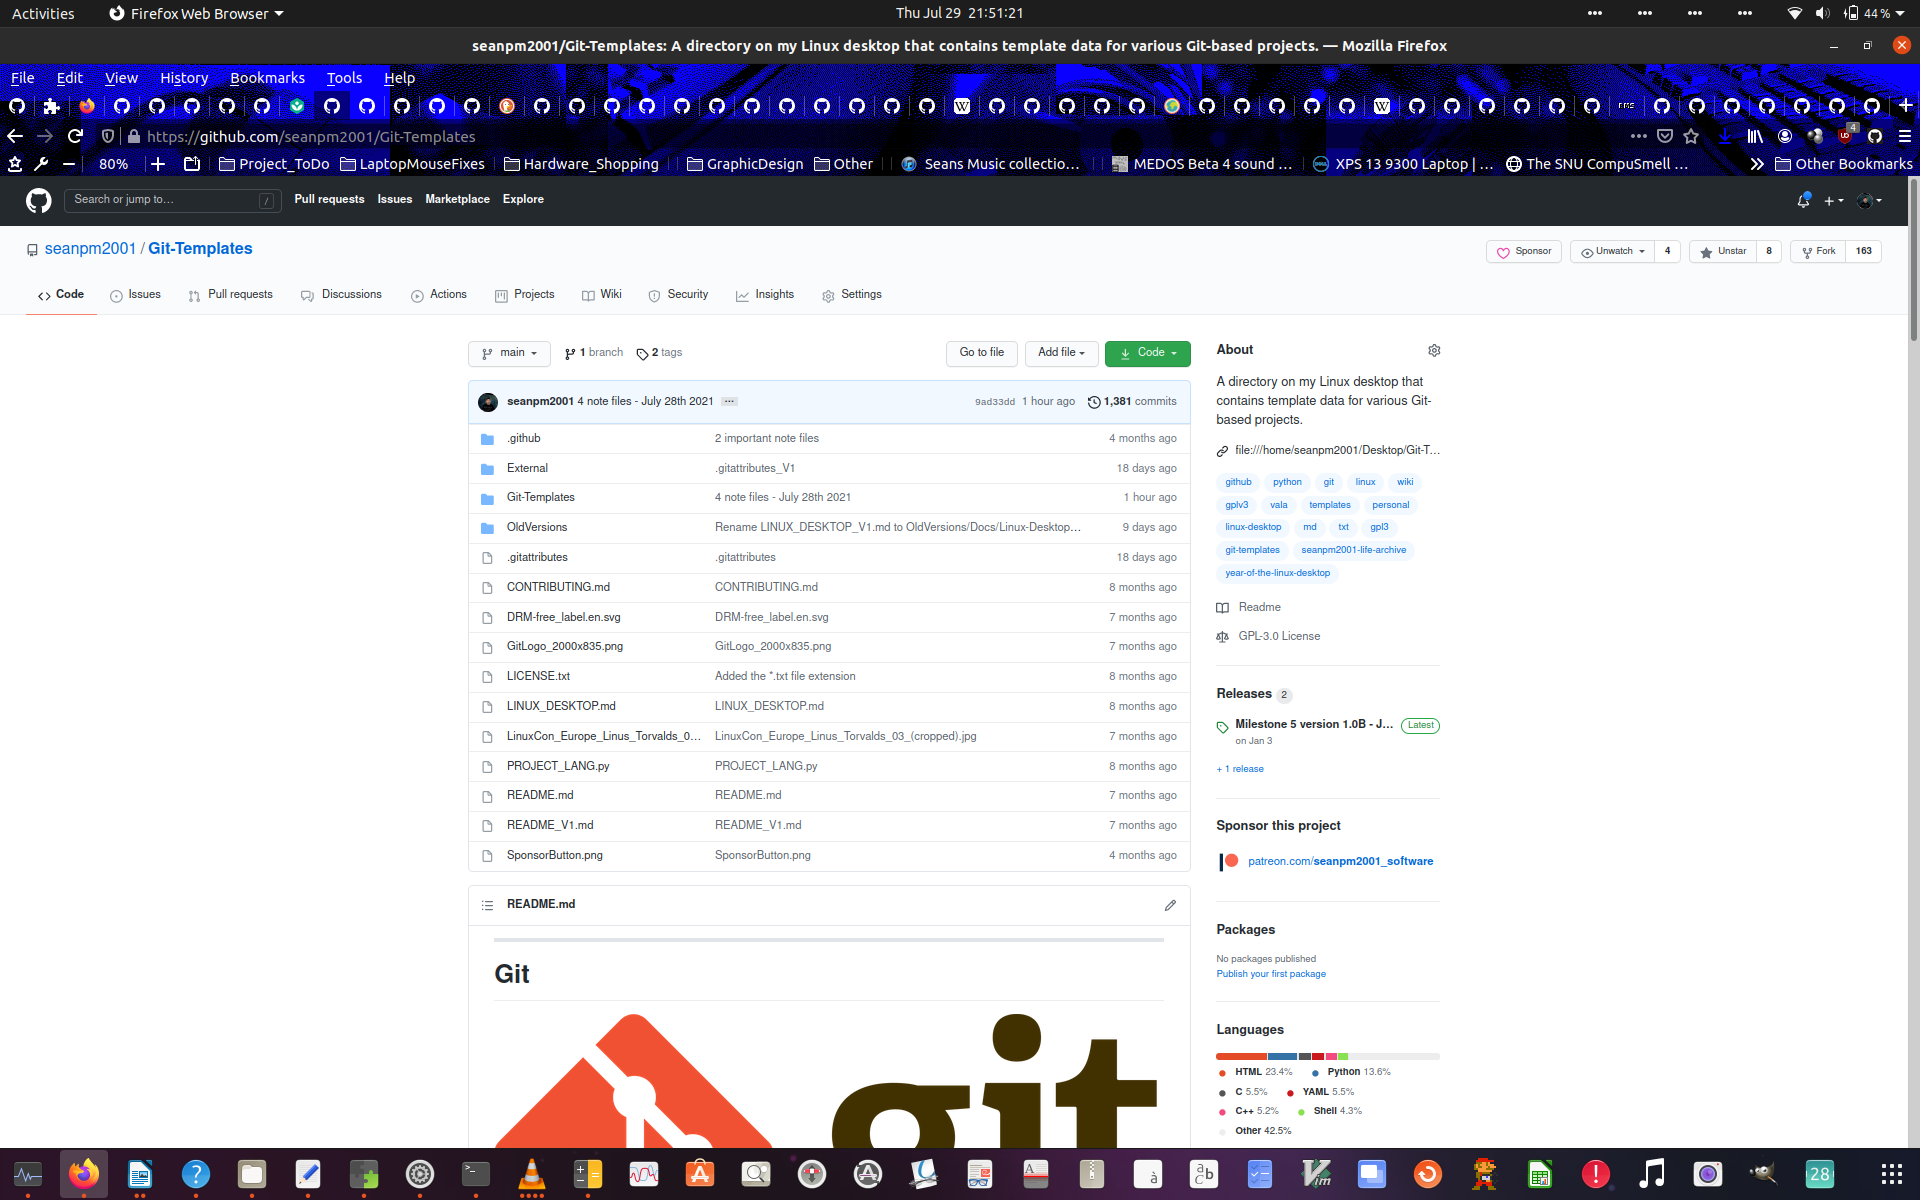 Activities Firefox Web Browser Thu Jul 29 21:51:21 44 %
seanpm2001/Git-Templates: A directory on my Linux desktop that contains template data for various Git-based projects. — Mozilla Firefox
File Edit View History Bookmarks Tools Help
https://github.com/seanpm2001/Git-Templates 4
80% Project_ToDo LaptopMouseFixes Hardware_Shopping GraphicDesign Other Seans Music collectio… MEDOS Beta 4 sound … XPS 13 9300 Laptop | … The SNU CompuSmell … Other Bookmarks
Search or jump to… / Pull requests Issues Marketplace Explore
seanpm2001 / Git-Templates Sponsor Unwatch 4 Unstar 8 Fork 163
Code Issues Pull requests Discussions Actions Projects Wiki Security Insights Settings
main 1 branch 2 tags Go to file Add file Code
seanpm2001 4 note files - July 28th 2021 … 9ad33dd 1 hour ago 1,381 commits
.github 2 important note files 4 months ago
External .gitattributes_V1 18 days ago
Git-Templates 4 note files - July 28th 2021 1 hour ago
OldVersions Rename LINUX_DESKTOP_V1.md to OldVersions/Docs/Linux-Desktop… 9 days ago
.gitattributes .gitattributes 18 days ago
CONTRIBUTING.md CONTRIBUTING.md 8 months ago
DRM-free_label.en.svg DRM-free_label.en.svg 7 months ago
GitLogo_2000x835.png GitLogo_2000x835.png 7 months ago
LICENSE.txt Added the *.txt file extension 8 months ago
LINUX_DESKTOP.md LINUX_DESKTOP.md 8 months ago
LinuxCon_Europe_Linus_Torvalds_0… LinuxCon_Europe_Linus_Torvalds_03_(cropped).jpg 7 months ago
PROJECT_LANG.py PROJECT_LANG.py 8 months ago
README.md README.md 7 months ago
README_V1.md README_V1.md 7 months ago
SponsorButton.png SponsorButton.png 4 months ago
README.md
Git
git
About
A directory on my Linux desktop that
contains template data for various Git-
based projects.
file:///home/seanpm2001/Desktop/Git-T…
github python git linux wiki
gplv3 vala templates personal
linux-desktop md txt gpl3
git-templates seanpm2001-life-archive
year-of-the-linux-desktop
Readme
GPL-3.0 License
Releases 2
Milestone 5 version 1.0B - J… Latest
on Jan 3
+ 1 release
Sponsor this project
patreon.com/seanpm2001_software
Packages
No packages published
Publish your first package
Languages
HTML 23.4% Python 13.6%
C 5.5% YAML 5.5%
C++ 5.2% Shell 4.3%
Other 42.5%
28